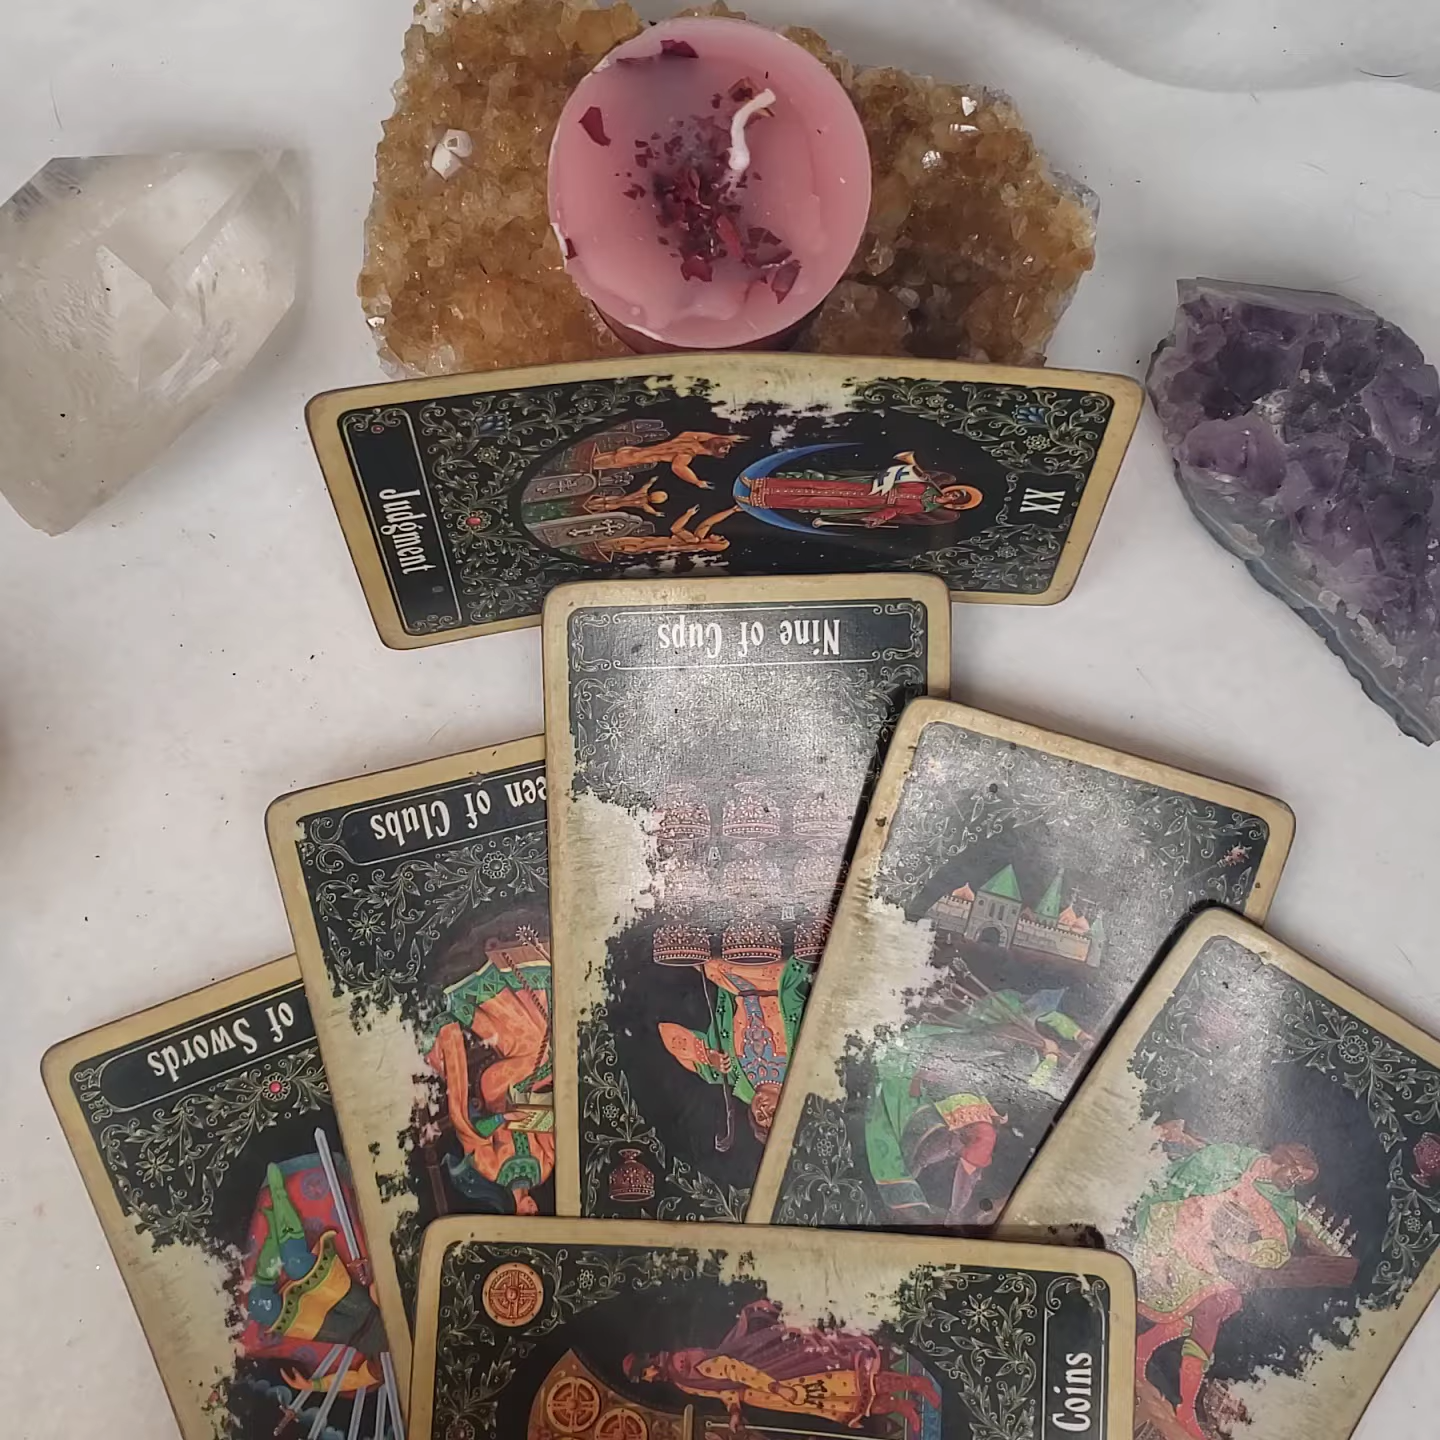 XX
Judgment
Nine of Cups
een of Clubs
of Swords
Coins